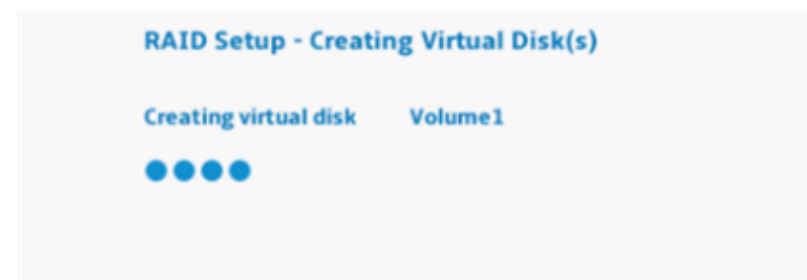 RAID Setup - Creating Virtual Disk(s)
Creating virtual disk Volume1